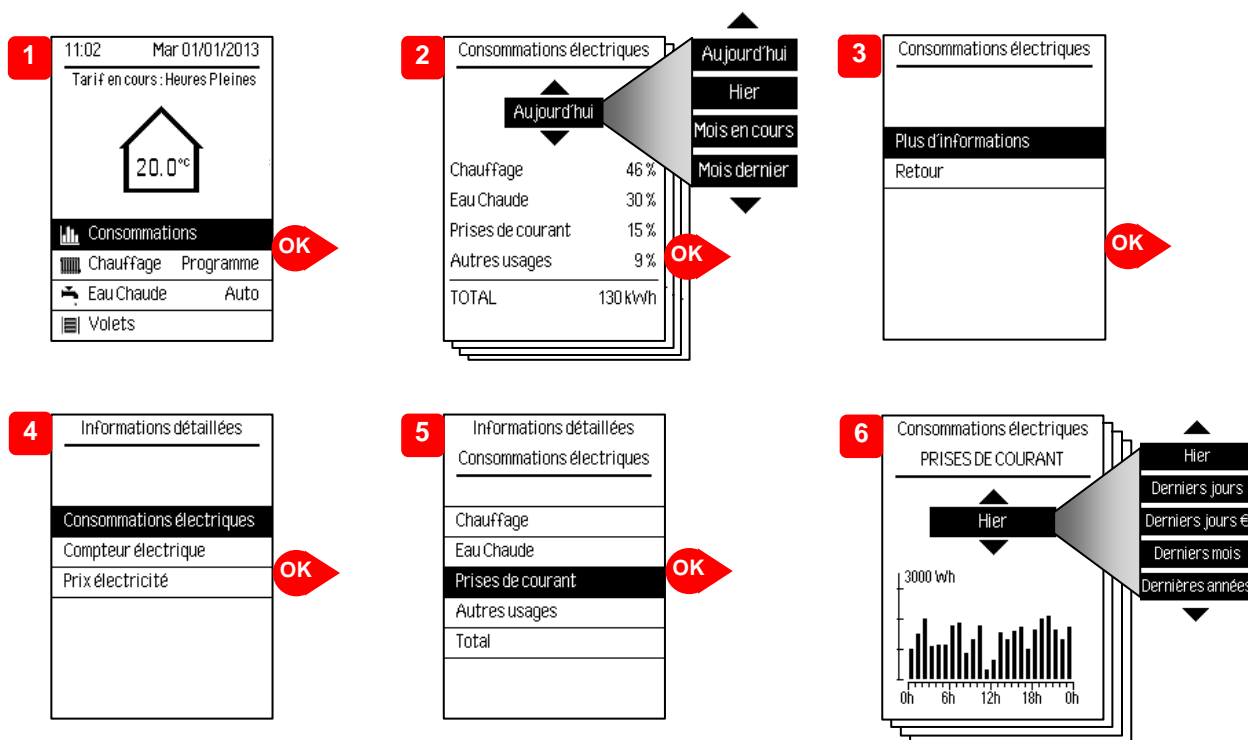 1
11:02 Mar 01/01/2013
Tarif en cours : Heures Pleines
20.0°C
Consommations
Chauffage Programme
Eau Chaude Auto
Volets
OK
2
Consommations électriques
Aujourd'hui
Chauffage 46 %
Eau Chaude 30 %
Prises de courant 15 %
Autres usages 9 %
TOTAL 130 kWh
OK
Aujourd'hui
Hier
Mois en cours
Mois dernier
3
Consommations électriques
Plus d'informations
Retour
OK
4
Informations détaillées
Consommations électriques
Compteur électrique
Prix électricité
OK
5
Informations détaillées
Consommations électriques
Chauffage
Eau Chaude
Prises de courant
Autres usages
Total
OK
6
Consommations électriques
PRISES DE COURANT
Hier
3000 Wh
0h 6h 12h 18h 0h
Hier
Derniers jours
Derniers jours €
Derniers mois
Dernières années